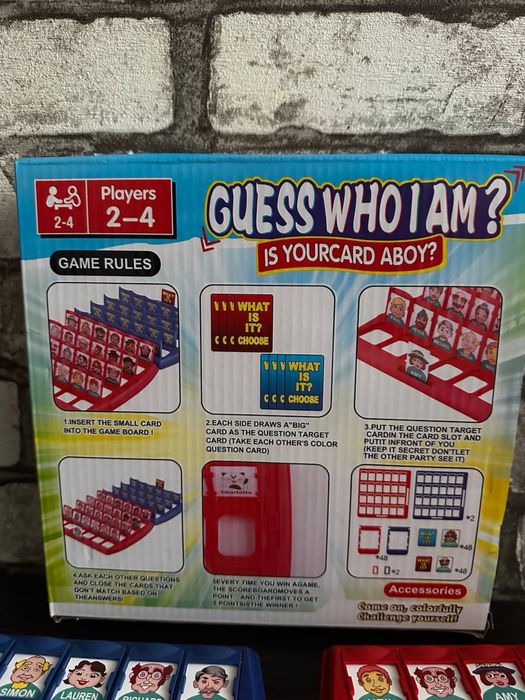 Players
2-4
2–4
GUESS WHO I AM?
IS YOURCARD ABOY?
GAME RULES
WHAT
IS
IT?
CHOOSE
WHAT
IS
IT?
CHOOSE
AMY
1.INSERT THE SMALL CARD
INTO THE GAME BOARD !
2.EACH SIDE DRAWS A"BIG"
CARD AS THE QUESTION TARGET
CARD (TAKE EACH OTHER'S COLOR
QUESTION CARD)
3.PUT THE QUESTION TARGET
CARDIN THE CARD SLOT AND
PUTIT INFRONT OF YOU
(KEEP IT SECRET DON'TLET
THE OTHER PARTY SEE IT)
Charlotte
*2
*48
*48
*2
*48
4.ASK EACH OTHER QUESTIONS
AND CLOSE THE CARDS THAT
DON'T MATCH BASED ON
THEANSWERS!
5EVERY TIME YOU WIN AGAME,
THE SCOREBOARDMOVES A
POINT , AND THEFIRST TO GET
5 POINTSISTHE WINNER !
Accessories
Come on, colorfully
Challenge yourself!
SIMON
LAUREN
RICHARD
AMY